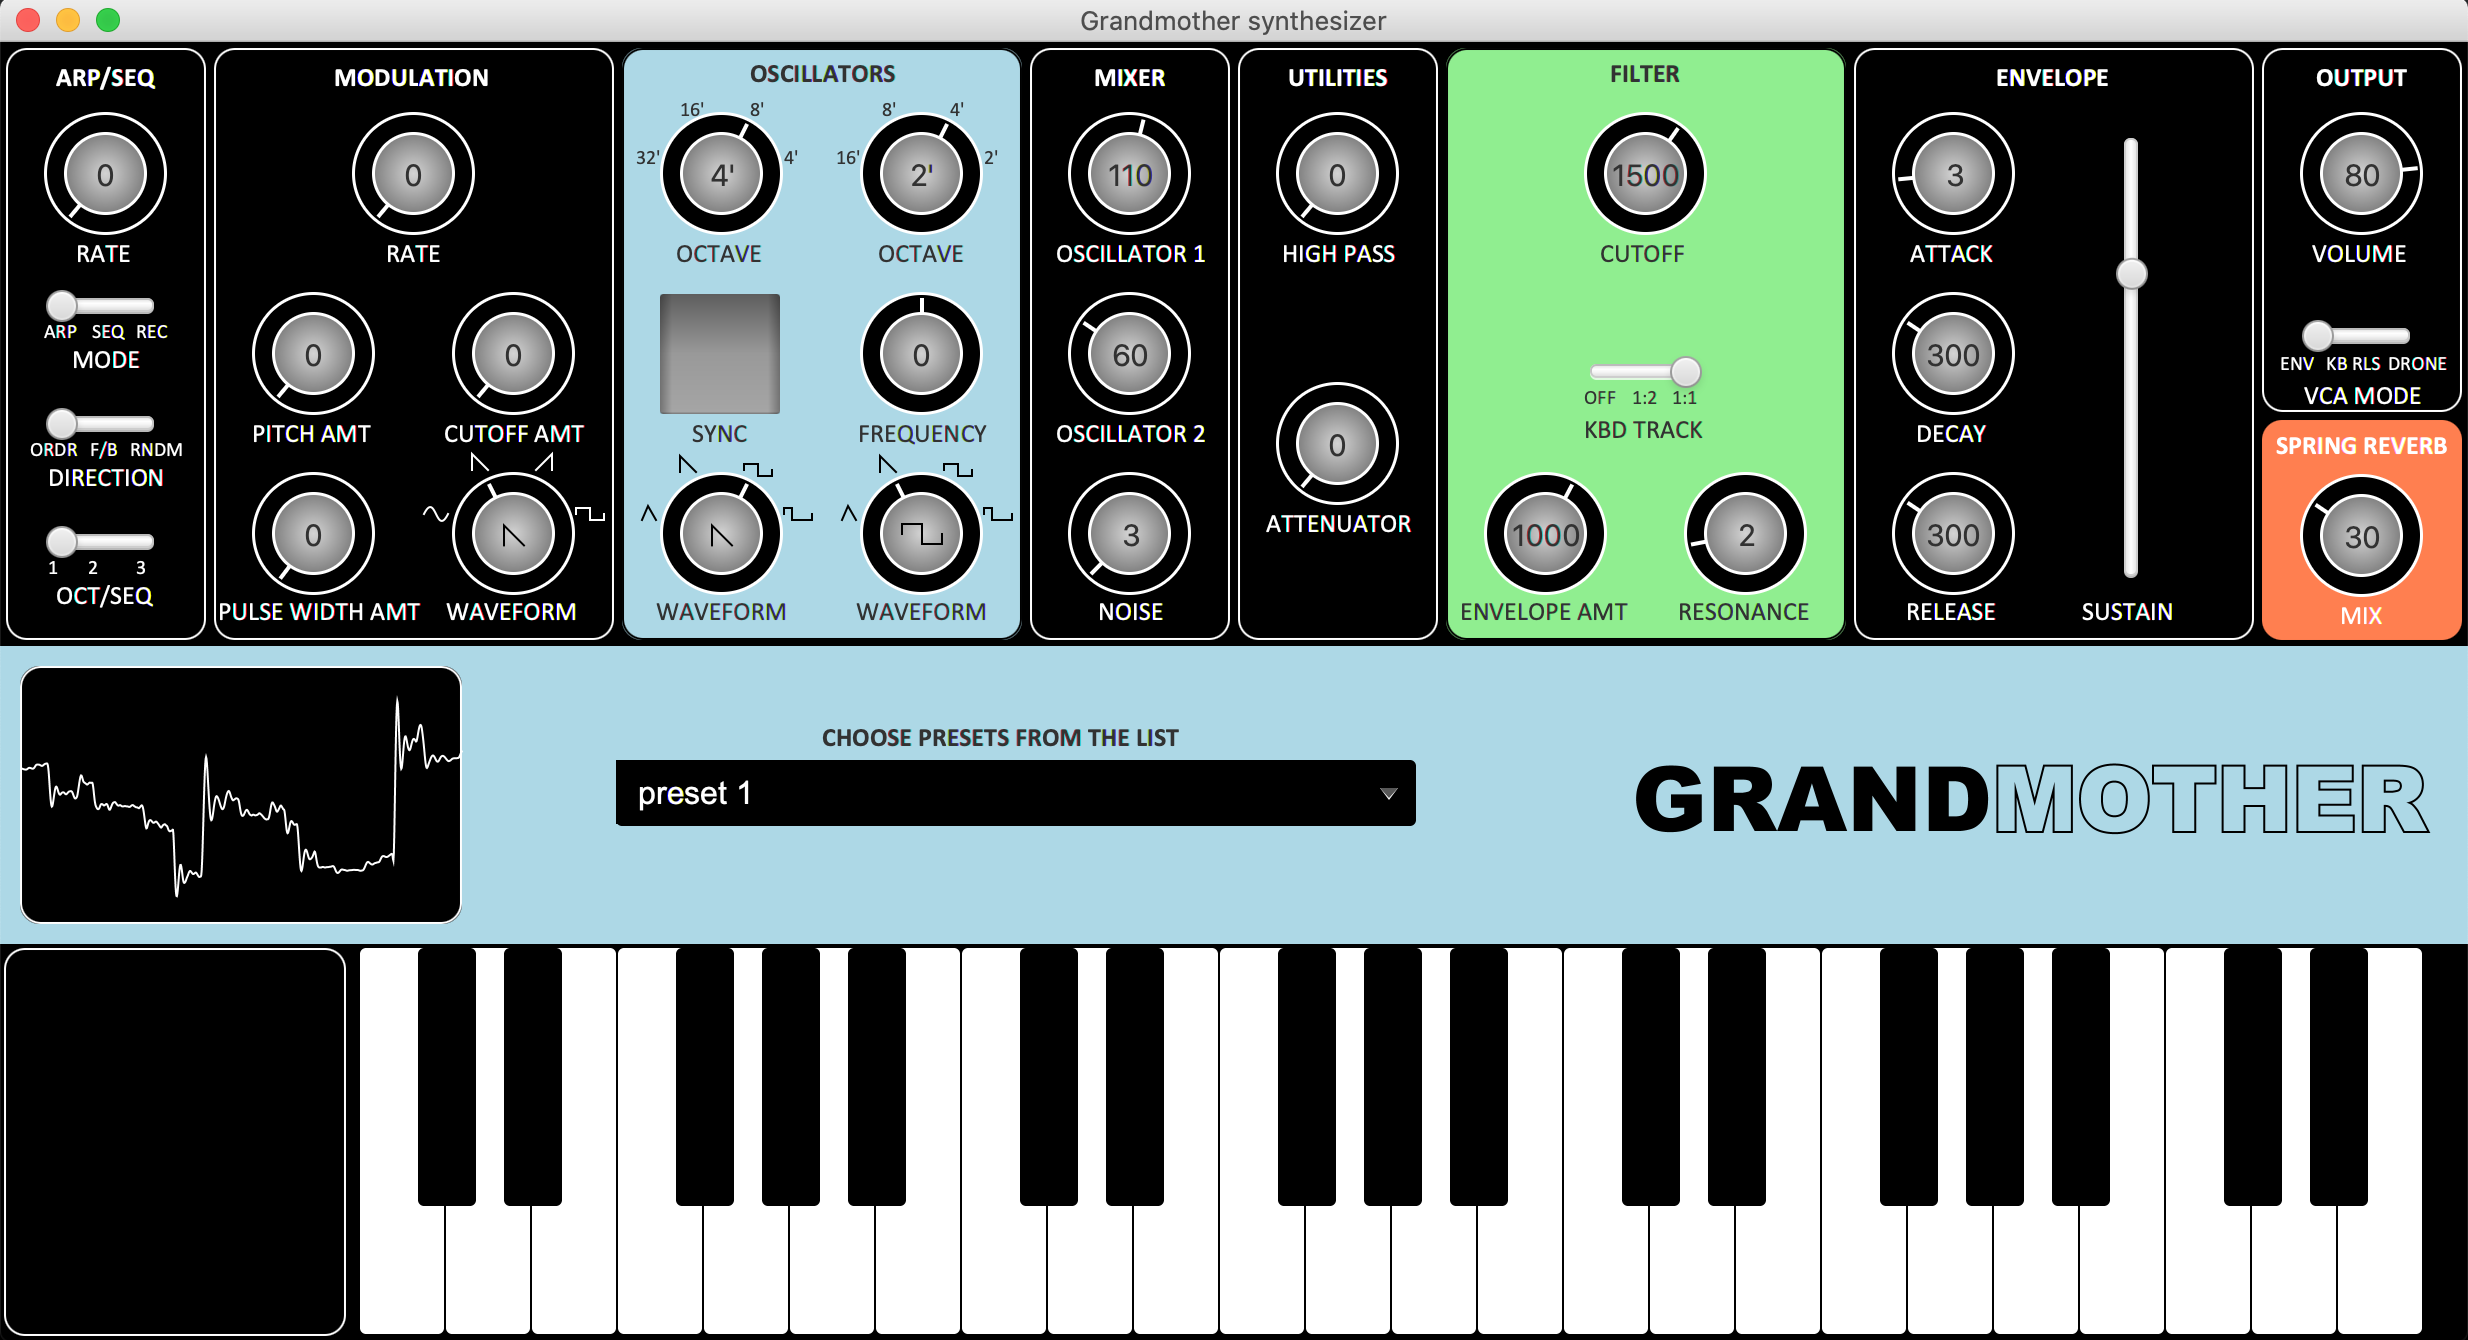 Grandmother synthesizer
ARP/SEQ
0
RATE
ARP SEQ REC
MODE
ORDR F/B RNDM
DIRECTION
1 2 3
OCT/SEQ
MODULATION
0
RATE
0 0
PITCH AMT CUTOFF AMT
0
PULSE WIDTH AMT WAVEFORM
OSCILLATORS
16' 8' 8' 4'
32' 4' 4' 16' 2' 2'
OCTAVE OCTAVE
0
SYNC FREQUENCY
WAVEFORM WAVEFORM
MIXER
110
OSCILLATOR 1
60
OSCILLATOR 2
3
NOISE
UTILITIES
0
HIGH PASS
0
ATTENUATOR
FILTER
1500
CUTOFF
OFF 1:2 1:1
KBD TRACK
1000 2
ENVELOPE AMT RESONANCE
ENVELOPE
3
ATTACK
300
DECAY
300
RELEASE SUSTAIN
OUTPUT
80
VOLUME
ENV KB RLS DRONE
VCA MODE
SPRING REVERB
30
MIX
CHOOSE PRESETS FROM THE LIST
preset 1
GRANDMOTHER